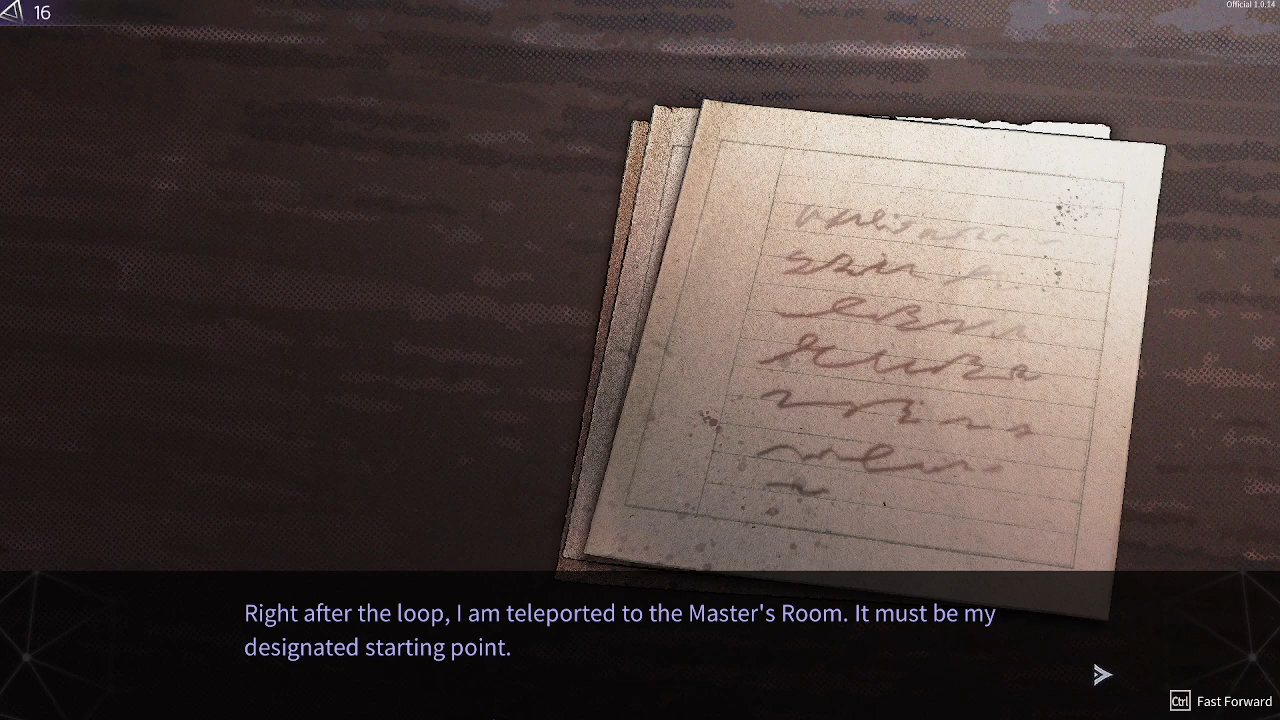 16
Official 1.0.14
Right after the loop, I am teleported to the Master's Room. It must be my
designated starting point.
Ctrl Fast Forward